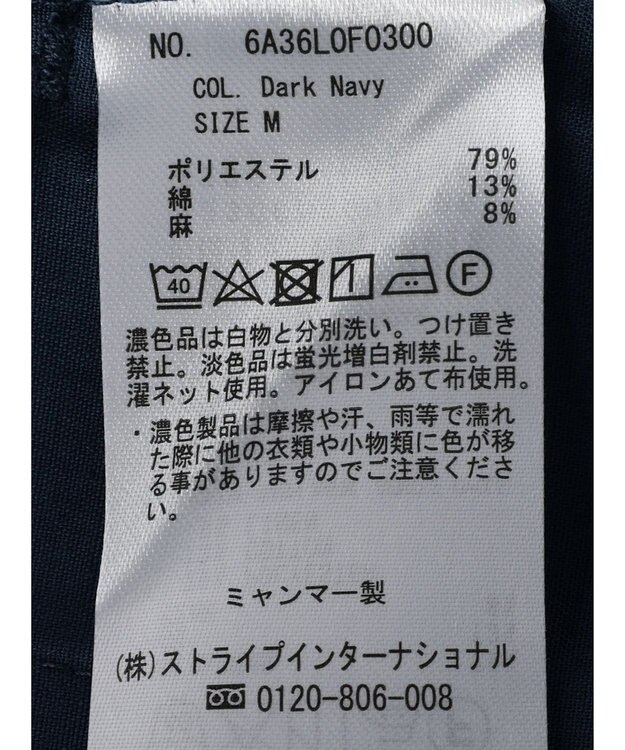 NO. 6A36L0F0300
COL. Dark Navy
SIZE M
ポリエステル 79%
綿 13%
麻 8%
40 F
濃色品は白物と分別洗い。つけ置き
禁止。淡色品は蛍光増白剤禁止。洗
濯ネット使用。アイロンあて布使用。
・濃色製品は摩擦や汗、雨等で濡れ
た際に他の衣類や小物類に色が移
る事がありますのでご注意くださ
い。
ミャンマー製
(株)ストライプインターナショナル
0120-806-008